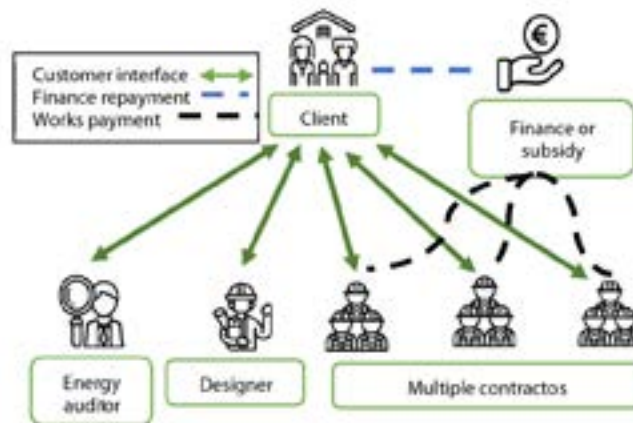 Customer interface
Finance repayment
Works payment
€
Client
Finance or
subsidy
Energy
auditor
Designer
Multiple contractos